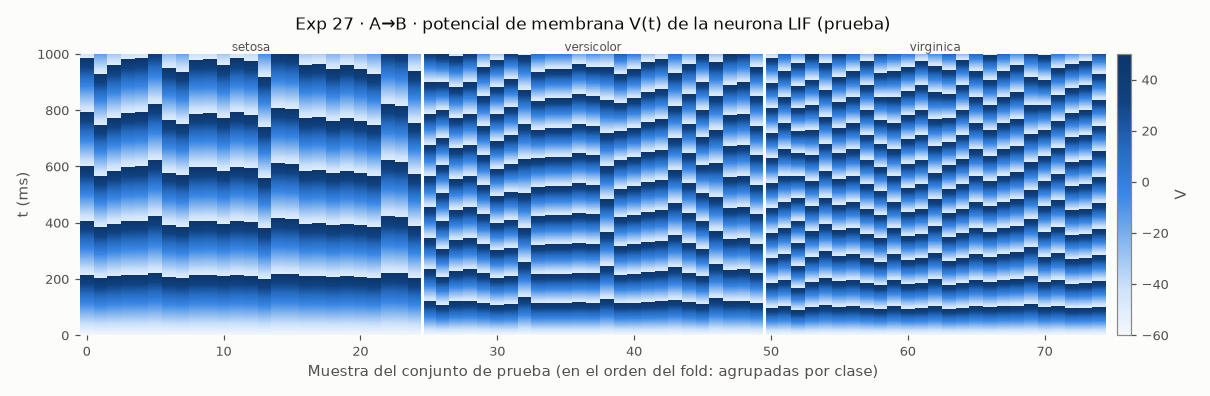 Exp 27 · A→B · potencial de membrana V(t) de la neurona LIF (prueba)
setosa versicolor virginica
1000
800
600
400
200
0
t (ms)
0 10 20 30 40 50 60 70
Muestra del conjunto de prueba (en el orden del fold: agrupadas por clase)
40
20
0
−20
−40
−60
V